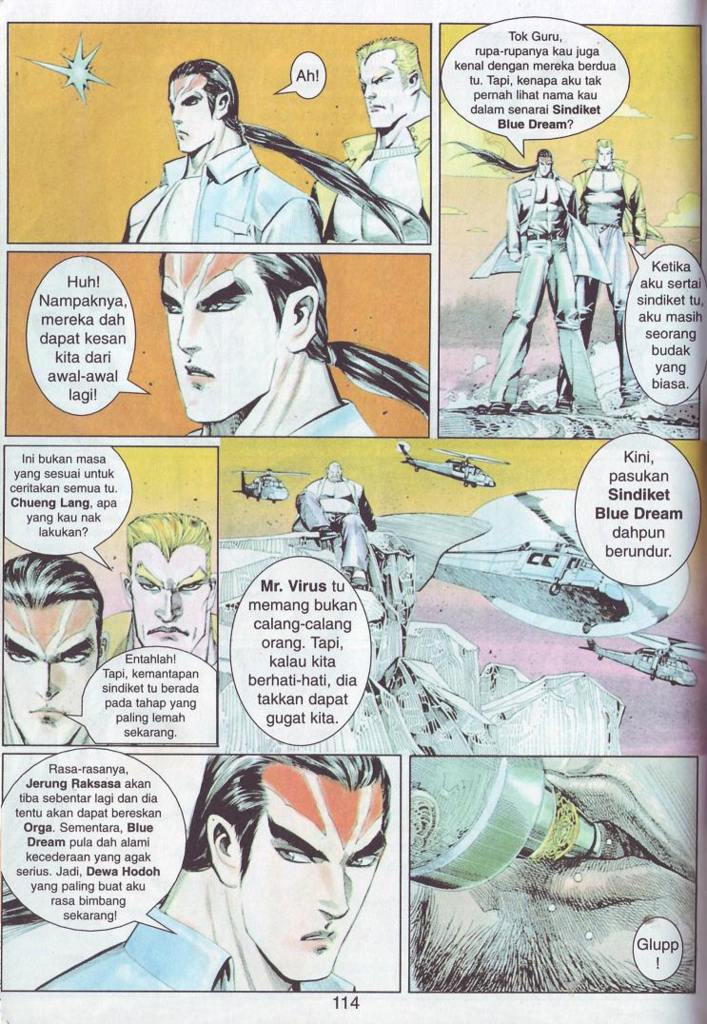 Ah!
Tok Guru,
rupa-rupanya kau juga
kenal dengan mereka berdua
tu. Tapi, kenapa aku tak
pernah lihat nama kau
dalam senarai Sindiket
Blue Dream?
Ketika
aku sertai
sindiket tu,
aku masih
seorang
budak
yang
biasa.
Huh!
Nampaknya,
mereka dah
dapat kesan
kita dari
awal-awal
lagi!
Ini bukan masa
yang sesuai untuk
ceritakan semua tu.
Chueng Lang, apa
yang kau nak
lakukan?
Entahlah!
Tapi, kemantapan
sindiket tu berada
pada tahap yang
paling lemah
sekarang.
Kini,
pasukan
Sindiket
Blue Dream
dahpun
berundur.
Mr. Virus tu
memang bukan
calang-calang
orang. Tapi,
kalau kita
berhati-hati, dia
takkan dapat
gugat kita.
Rasa-rasanya,
Jerung Raksasa akan
tiba sebentar lagi dan dia
tentu akan dapat bereskan
Orga. Sementara, Blue
Dream pula dah alami
kecederaan yang agak
serius. Jadi, Dewa Hodoh
yang paling buat aku
rasa bimbang
sekarang!
Glupp
!
114